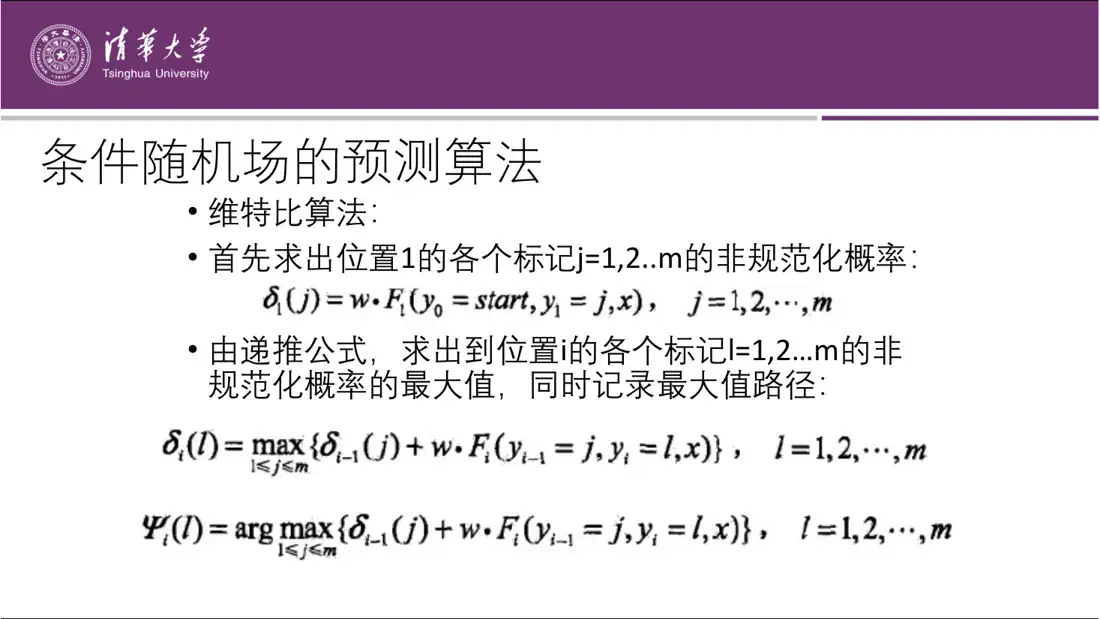 清华大学
Tsinghua University
条件随机场的预测算法
• 维特比算法：
• 首先求出位置1的各个标记j=1,2..m的非规范化概率：
δ₁(j) = w•F₁(y₀ = start, y₁ = j, x)， j = 1,2,⋯,m
• 由递推公式，求出到位置i的各个标记l=1,2…m的非
规范化概率的最大值，同时记录最大值路径：
δᵢ(l) = max{δᵢ₋₁(j) + w•Fᵢ(yᵢ₋₁ = j, yᵢ = l, x)}， l = 1,2,⋯,m
1≤j≤m
Ψᵢ(l) = arg max{δᵢ₋₁(j) + w•Fᵢ(yᵢ₋₁ = j, yᵢ = l, x)}， l = 1,2,⋯,m
1≤j≤m